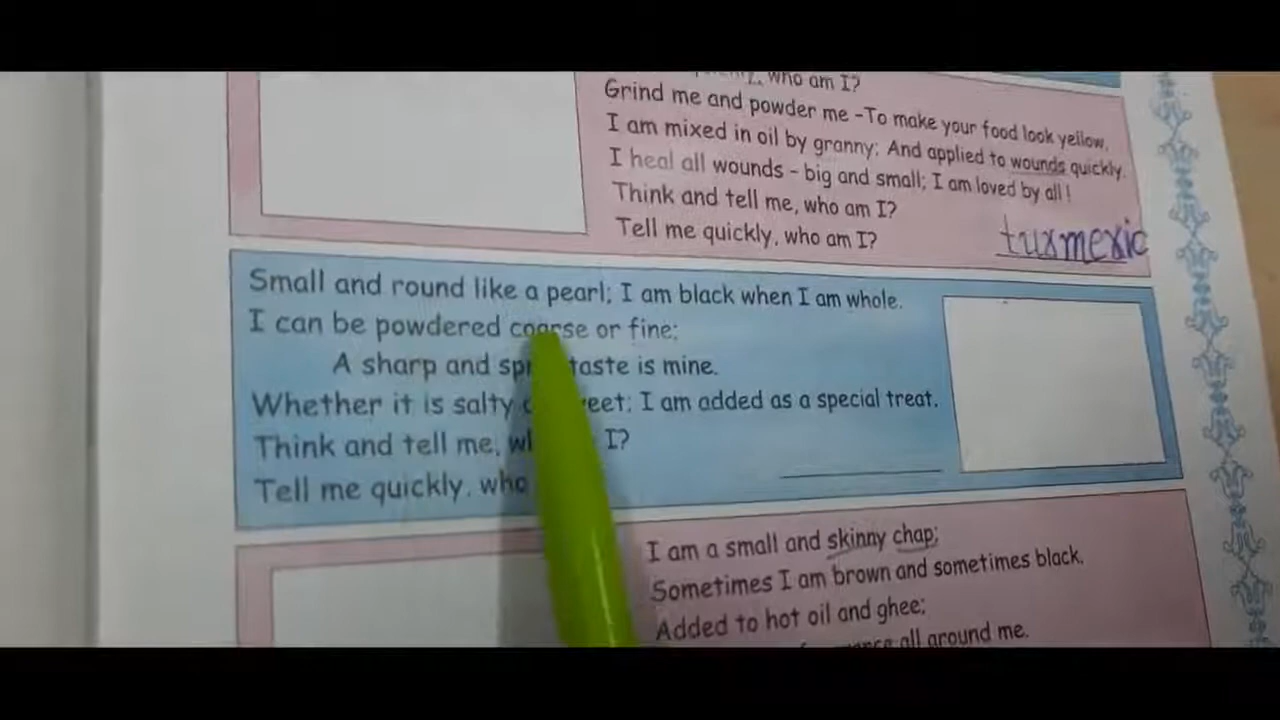 who am I?
Grind me and powder me -To make your food look yellow.
I am mixed in oil by granny; And applied to wounds quickly.
I heal all wounds - big and small; I am loved by all!
Think and tell me, who am I?
Tell me quickly, who am I?
turmeric
Small and round like a pearl; I am black when I am whole.
I can be powdered coarse or fine;
A sharp and taste is mine.
Whether it is salty I am added as a special treat.
Think and tell me, I?
Tell me quickly, who
I am a small and skinny chap;
Sometimes I am brown and sometimes black.
Added to hot oil and ghee;
all around me.